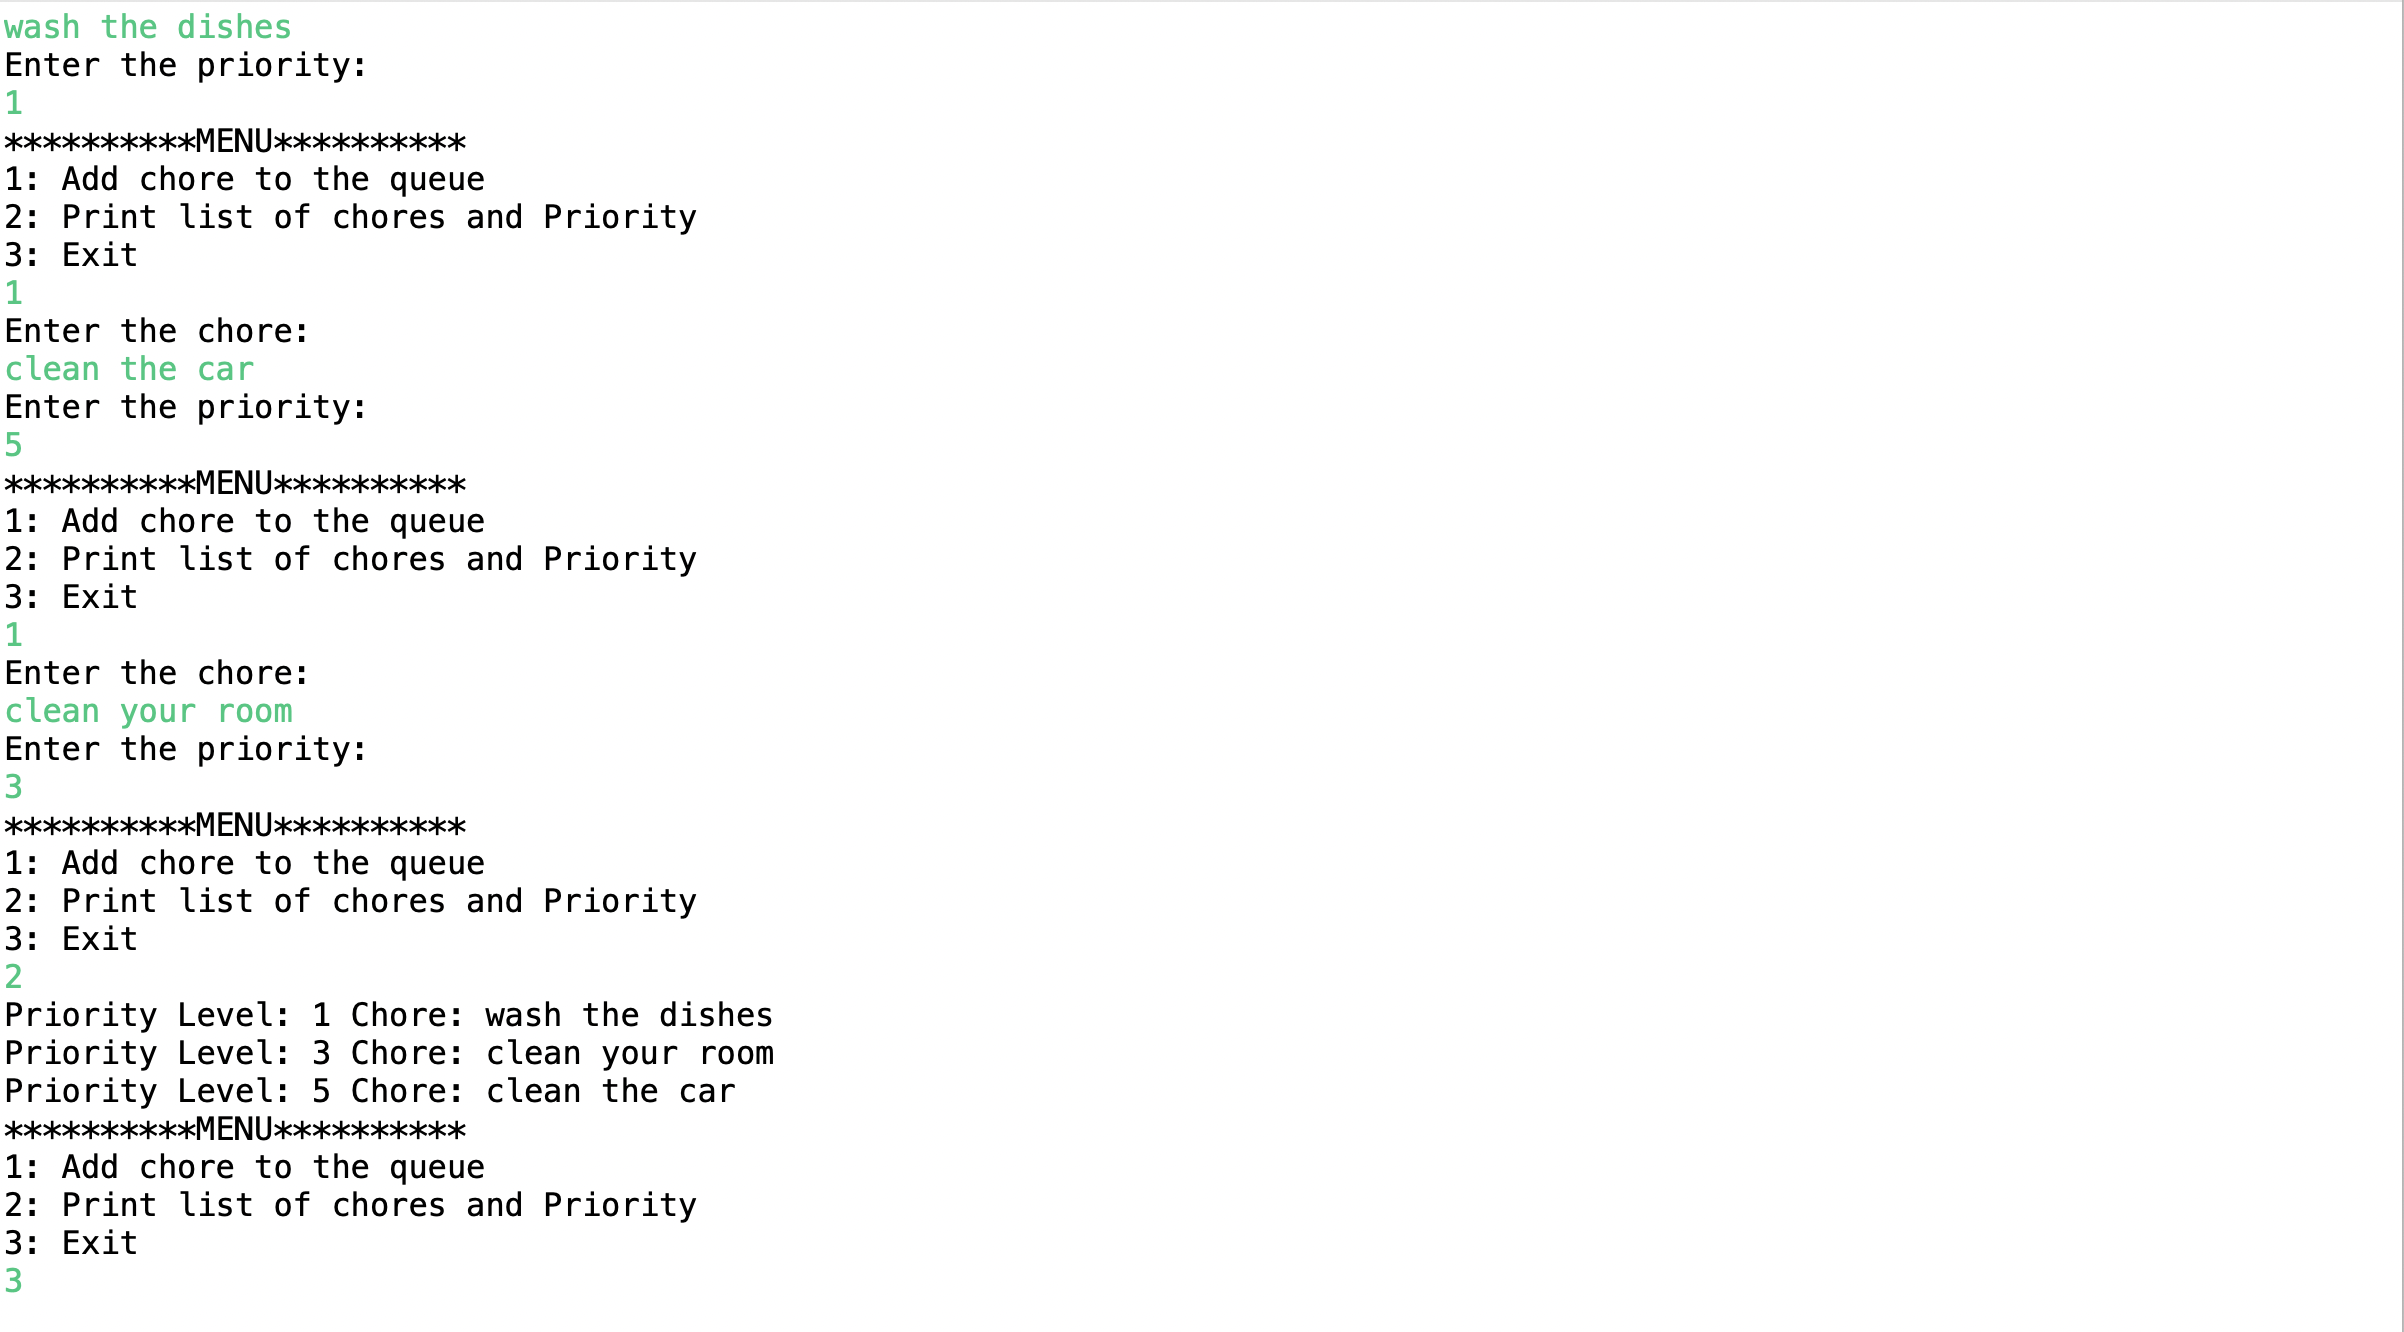 wash the dishes
Enter the priority:
1
**********MENU**********
1: Add chore to the queue
2: Print list of chores and Priority
3: Exit
1
Enter the chore:
clean the car
Enter the priority:
5
**********MENU**********
1: Add chore to the queue
2: Print list of chores and Priority
3: Exit
1
Enter the chore:
clean your room
Enter the priority:
3
**********MENU**********
1: Add chore to the queue
2: Print list of chores and Priority
3: Exit
2
Priority Level: 1 Chore: wash the dishes
Priority Level: 3 Chore: clean your room
Priority Level: 5 Chore: clean the car
**********MENU**********
1: Add chore to the queue
2: Print list of chores and Priority
3: Exit
3